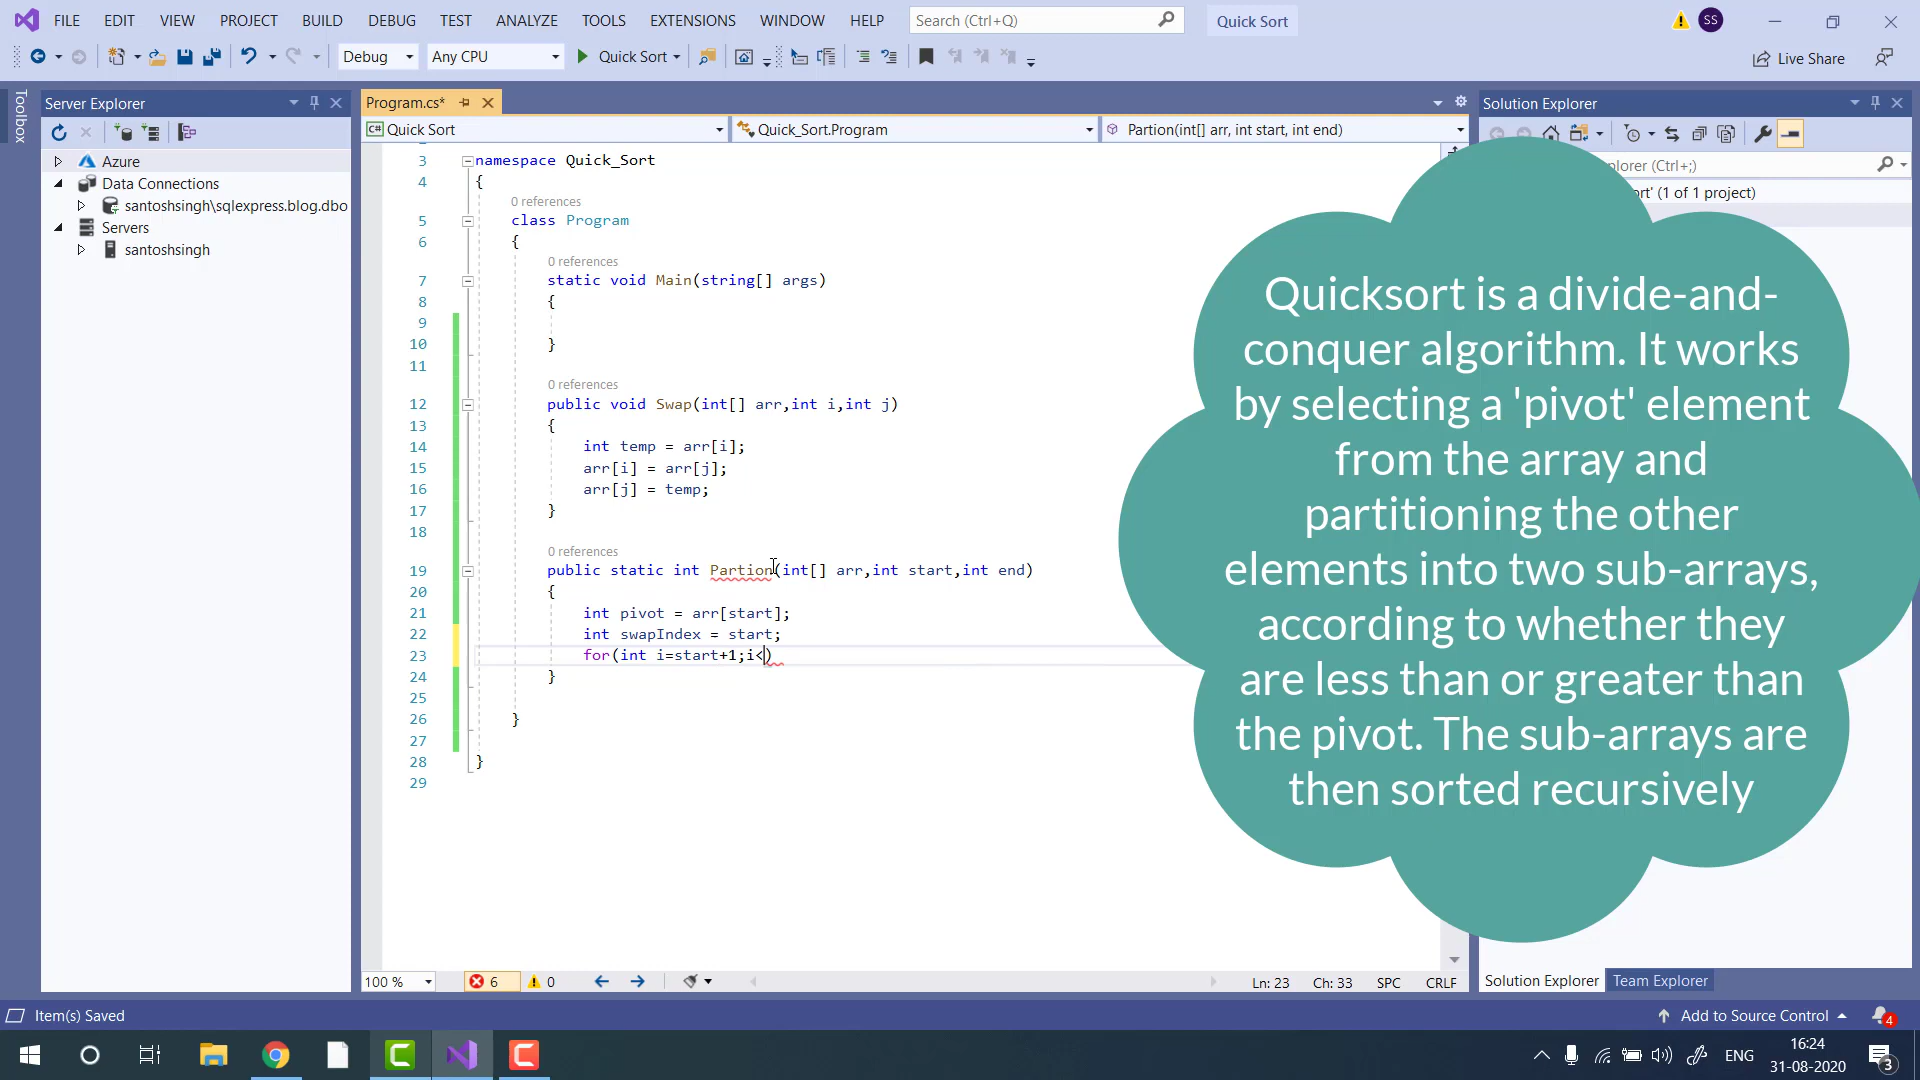 FILE EDIT VIEW PROJECT BUILD DEBUG TEST ANALYZE TOOLS EXTENSIONS WINDOW HELP
Search (Ctrl+Q)
Quick Sort
SS
Debug
Any CPU
Quick Sort
Live Share
Toolbox
Server Explorer
Azure
Data Connections
santoshsingh\sqlexpress.blog.dbo
Servers
santoshsingh
Program.cs*
C# Quick Sort
Quick_Sort.Program
Partion(int[] arr, int start, int end)
3 namespace Quick_Sort
4 {
0 references
5 class Program
6 {
0 references
7 static void Main(string[] args)
8 {
9
10 }
11
0 references
12 public void Swap(int[] arr,int i,int j)
13 {
14 int temp = arr[i];
15 arr[i] = arr[j];
16 arr[j] = temp;
17 }
18
0 references
19 public static int Partion(int[] arr,int start,int end)
20 {
21 int pivot = arr[start];
22 int swapIndex = start;
23 for(int i=start+1;i<)
24 }
25
26 }
27
28 }
29
100 %
6
0
Ln: 23
Ch: 33
SPC
CRLF
Solution Explorer
plorer (Ctrl+;)
ort' (1 of 1 project)
Quicksort is a divide-and-
conquer algorithm. It works
by selecting a 'pivot' element
from the array and
partitioning the other
elements into two sub-arrays,
according to whether they
are less than or greater than
the pivot. The sub-arrays are
then sorted recursively
Solution Explorer
Team Explorer
Item(s) Saved
Add to Source Control
4
ENG
16:24
31-08-2020
3